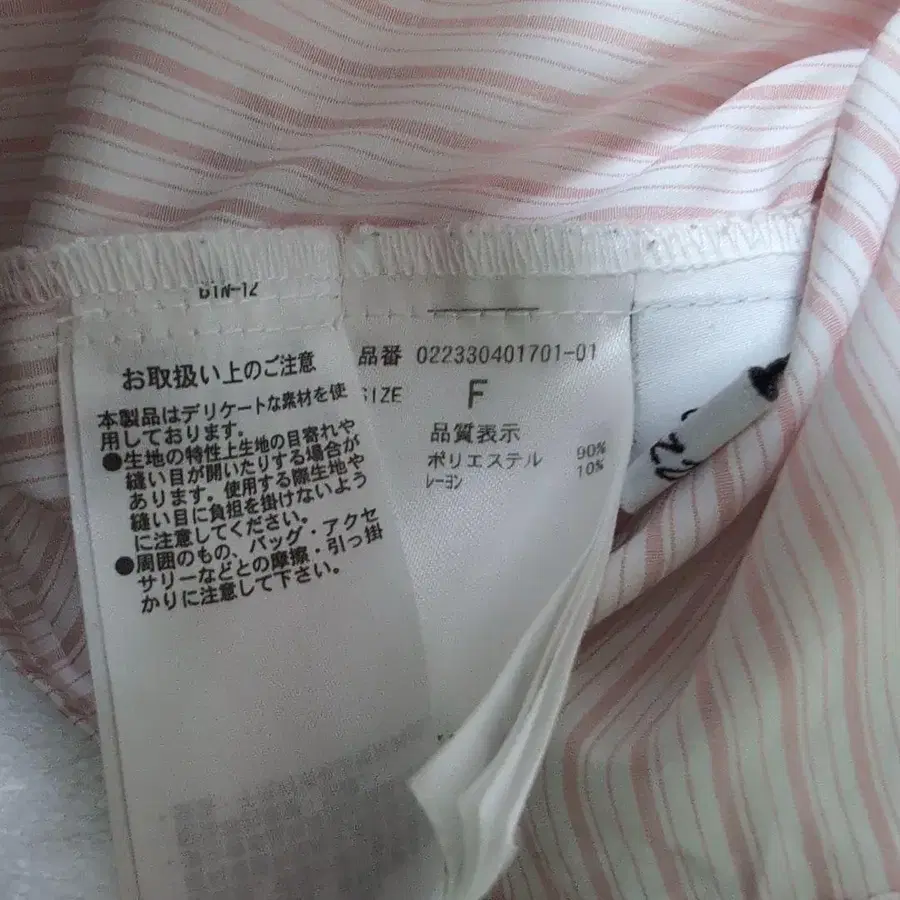 DIN-12
お取扱い上のご注意
本製品はデリケートな素材を使
用しております。
●生地の特性上生地の目寄れや
縫い目が開いたりする場合が
あります。使用する際生地や
縫い目に負担を掛けないよう
に注意してください。
●周囲のもの、バッグ・アクセ
サリーなどとの摩擦・引っ掛
かりに注意して下さい。
品番 022330401701-01
SIZE F
品質表示
ポリエステル 90%
レーヨン 10%